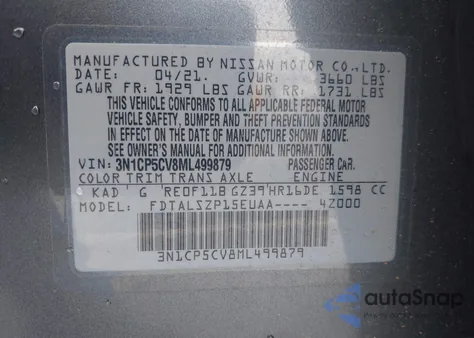 MANUFACTURED BY NISSAN MOTOR CO.,LTD.
DATE: 04/21. GVWR: 3660 LBS
GAWR FR: 1929 LBS GAWR RR: 1731 LBS
THIS VEHICLE CONFORMS TO ALL APPLICABLE FEDERAL MOTOR
VEHICLE SAFETY, BUMPER AND THEFT PREVENTION STANDARDS
IN EFFECT ON THE DATE OF MANUFACTURE SHOWN ABOVE.
SEE OWNER'S MANUAL FOR ADDITIONAL INFORMATION.
VIN: 3N1CP5CV8ML499879 PASSENGER CAR.
COLOR TRIM TRANS AXLE ENGINE
KAD G RE0F11B GZ39 HR16DE 1598 CC
MODEL: FDTALSZP15EUAA---- 4Z000
3N1CP5CV8ML499879
autoSnap